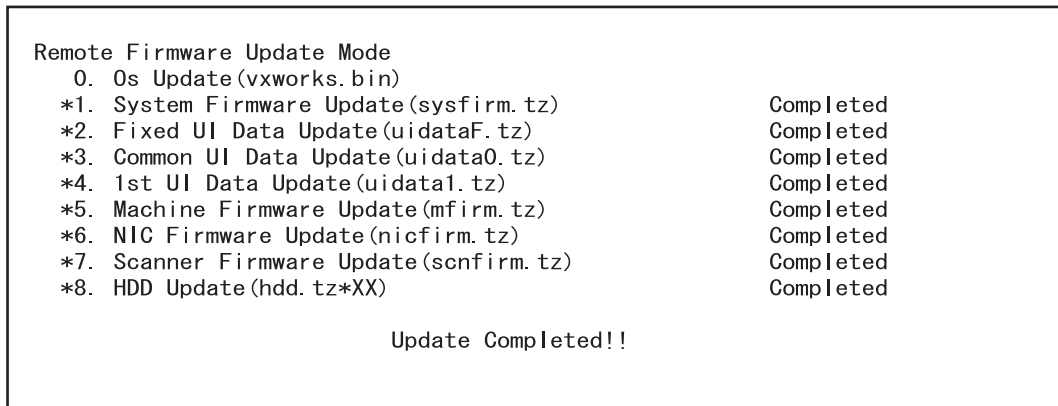 Remote Firmware Update Mode
0. Os Update(vxworks.bin)
*1. System Firmware Update(sysfirm.tz) Completed
*2. Fixed UI Data Update(uidataF.tz) Completed
*3. Common UI Data Update(uidata0.tz) Completed
*4. 1st UI Data Update(uidata1.tz) Completed
*5. Machine Firmware Update(mfirm.tz) Completed
*6. NIC Firmware Update(nicfirm.tz) Completed
*7. Scanner Firmware Update(scnfirm.tz) Completed
*8. HDD Update(hdd.tz*XX) Completed
Update Completed!!